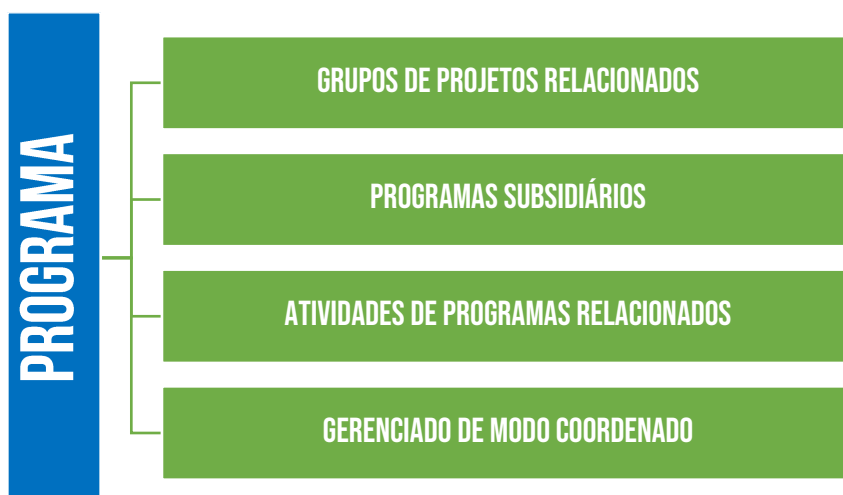 PROGRAMA
GRUPOS DE PROJETOS RELACIONADOS
PROGRAMAS SUBSIDIÁRIOS
ATIVIDADES DE PROGRAMAS RELACIONADOS
GERENCIADO DE MODO COORDENADO